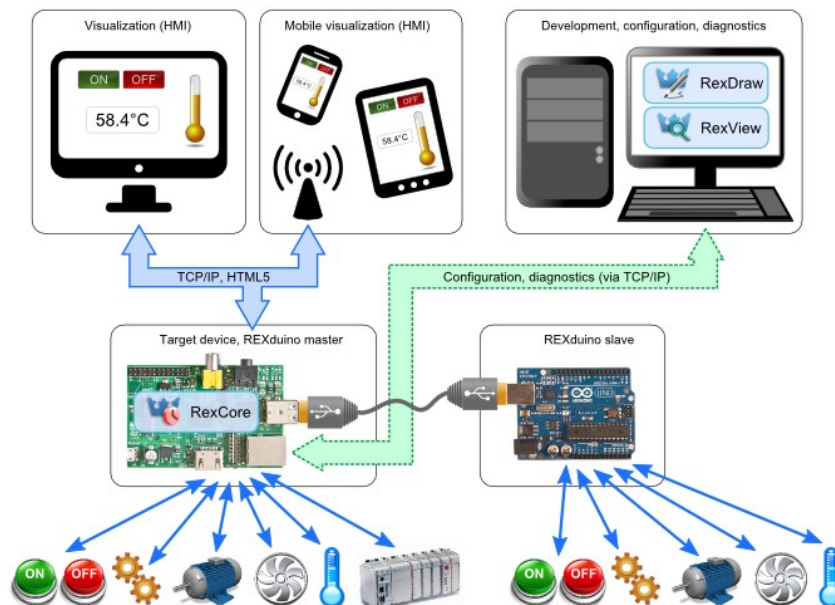 Visualization (HMI)
Mobile visualization (HMI)
Development, configuration, diagnostics
ON OFF
58.4°C
58.4°C
ON OFF
58.4°C
RexDraw
RexView
TCP/IP, HTML5
Configuration, diagnostics (via TCP/IP)
Target device, REXduino master
REXduino slave
RexCore
UNO
ON OFF
ON OFF